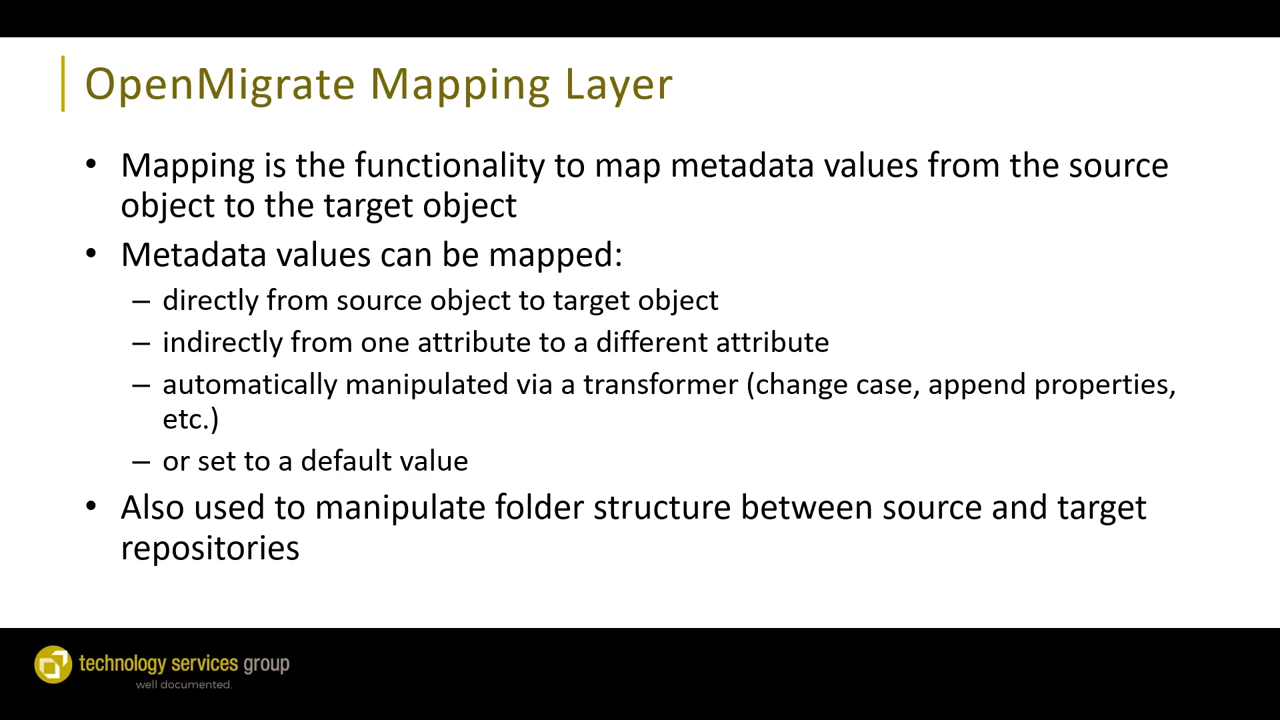 OpenMigrate Mapping Layer
• Mapping is the functionality to map metadata values from the source
object to the target object
• Metadata values can be mapped:
– directly from source object to target object
– indirectly from one attribute to a different attribute
– automatically manipulated via a transformer (change case, append properties,
etc.)
– or set to a default value
• Also used to manipulate folder structure between source and target
repositories
technology services group
well documented.